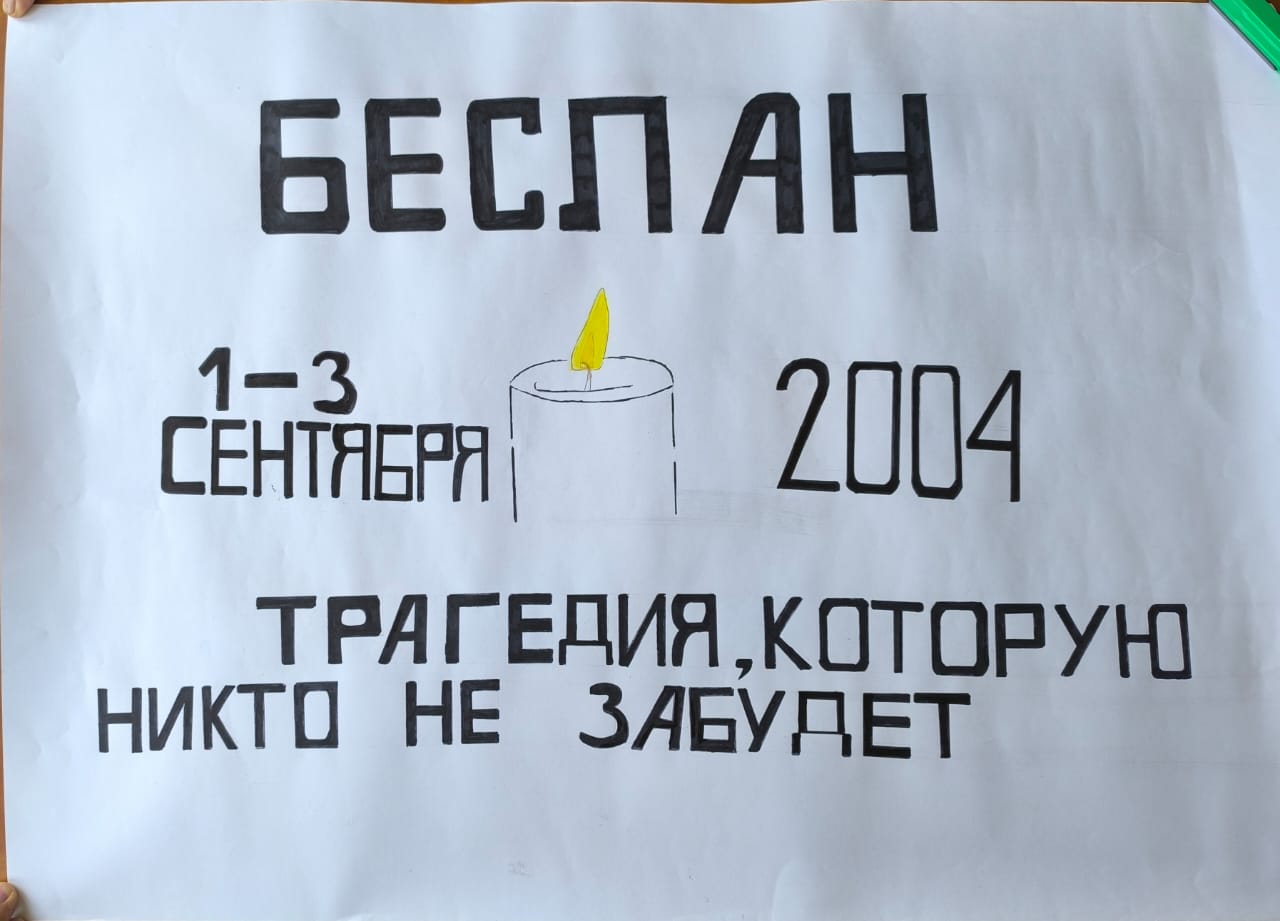 БЕСЛАН
1-3
СЕНТЯБРЯ
2004
ТРАГЕДИЯ, КОТОРУЮ
НИКТО НЕ ЗАБУДЕТ